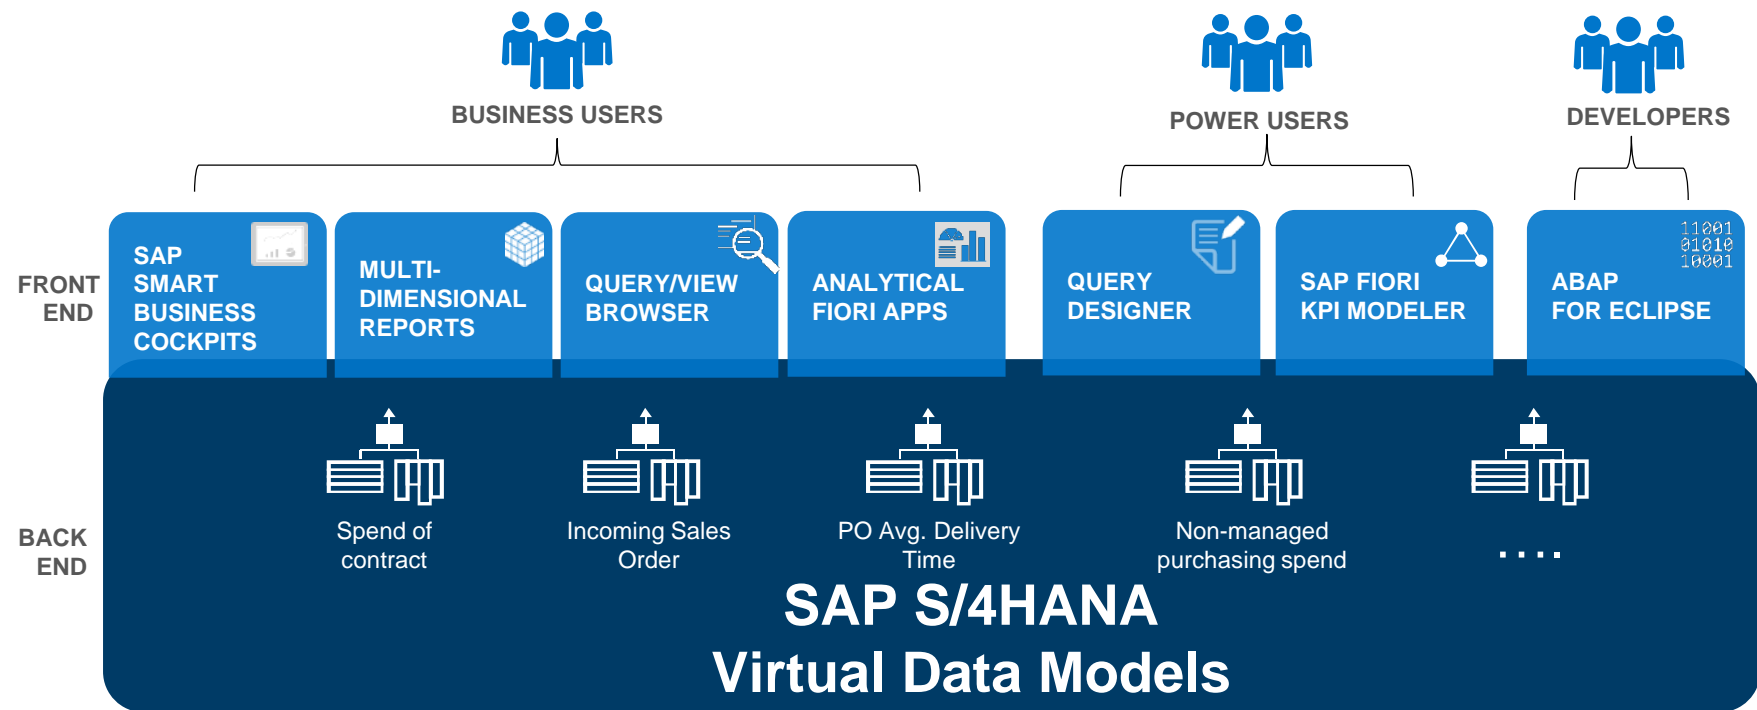 BUSINESS USERS
POWER USERS
DEVELOPERS
FRONT
END
SAP
SMART
BUSINESS
COCKPITS
MULTI-
DIMENSIONAL
REPORTS
QUERY/VIEW
BROWSER
ANALYTICAL
FIORI APPS
QUERY
DESIGNER
SAP FIORI
KPI MODELER
11001
01010
10001
ABAP
FOR ECLIPSE
BACK
END
Spend of
contract
Incoming Sales
Order
PO Avg. Delivery
Time
Non-managed
purchasing spend
....
SAP S/4HANA
Virtual Data Models